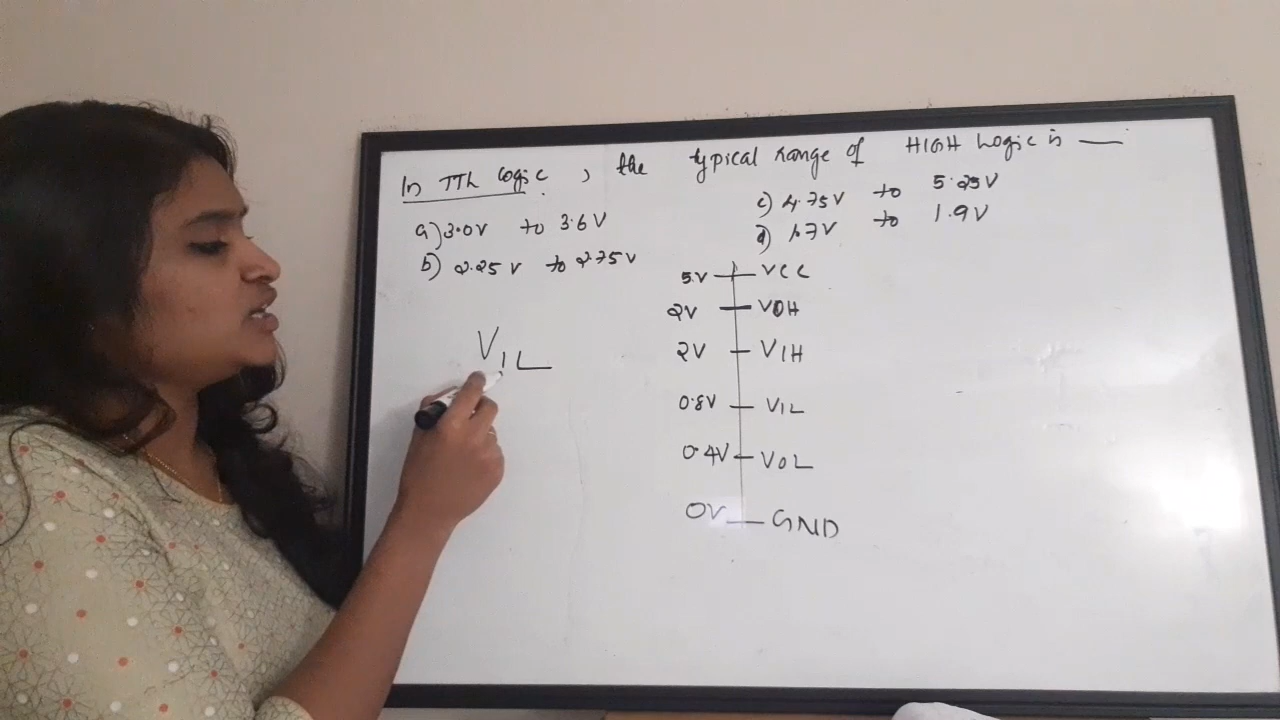 In TTL Logic, the typical range of HIGH Logic is —
a) 3.0V to 3.6V
c) 4.75V to 5.25V
b) 2.25V to 2.75V
d) 1.7V to 1.9V
5V VCC
2V VOH
2V VIH
0.8V VIL
0.4V VOL
0V GND
VIL